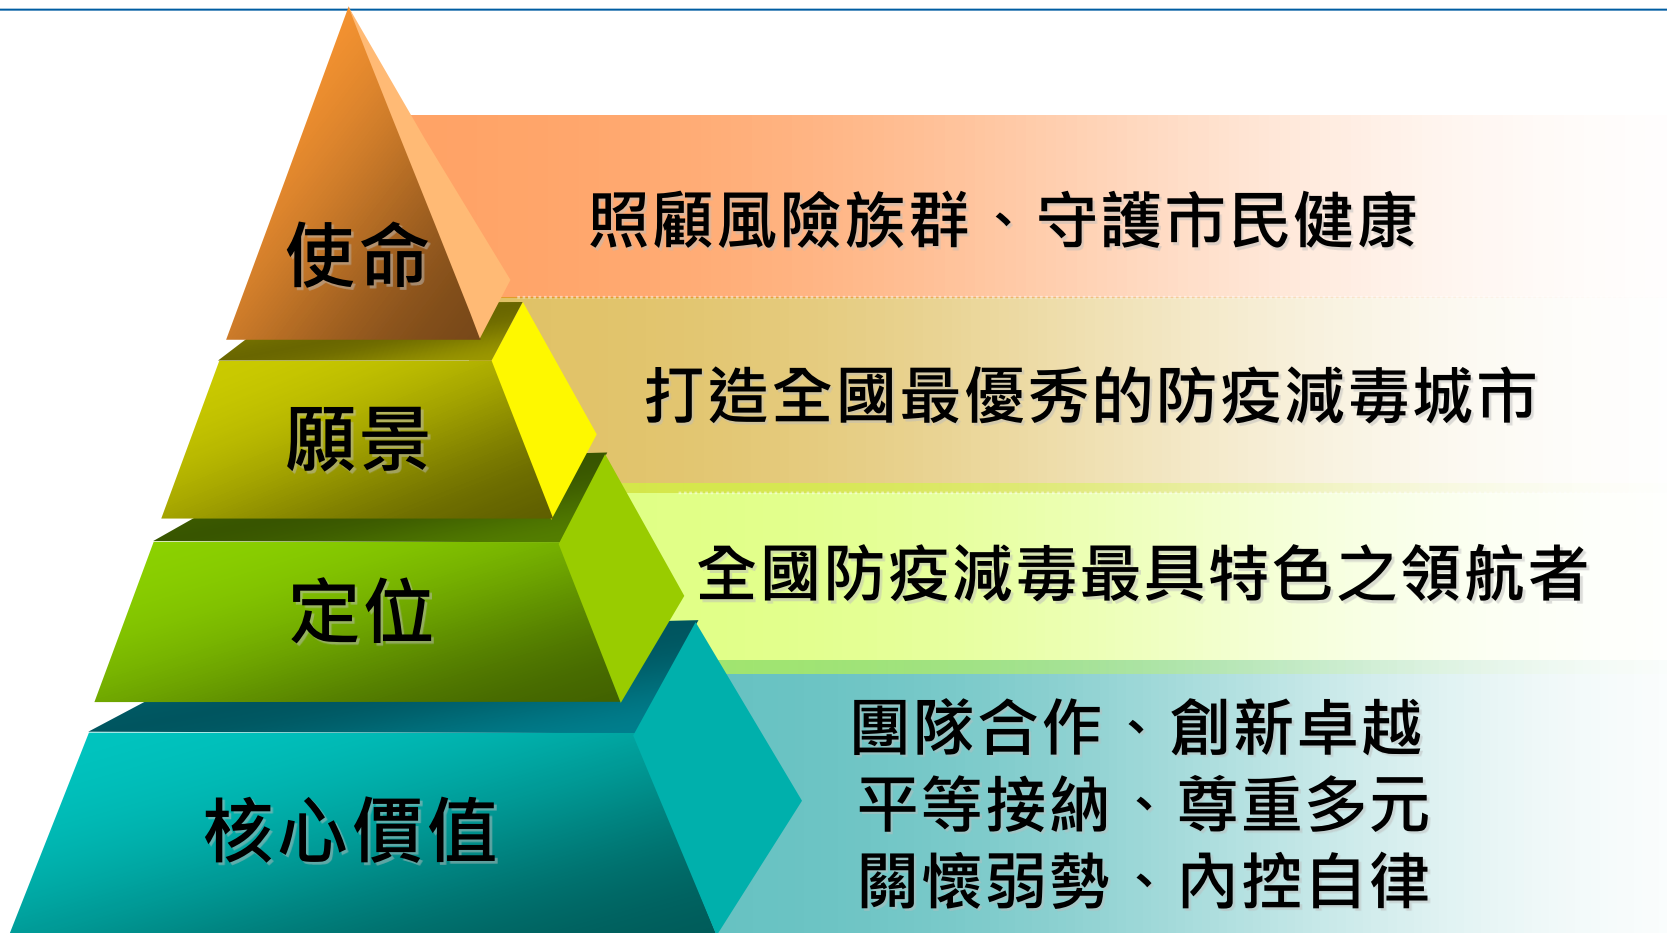 使命
照顧風險族群、守護市民健康
願景
打造全國最優秀的防疫減毒城市
定位
全國防疫減毒最具特色之領航者
核心價值
團隊合作、創新卓越
平等接納、尊重多元
關懷弱勢、內控自律